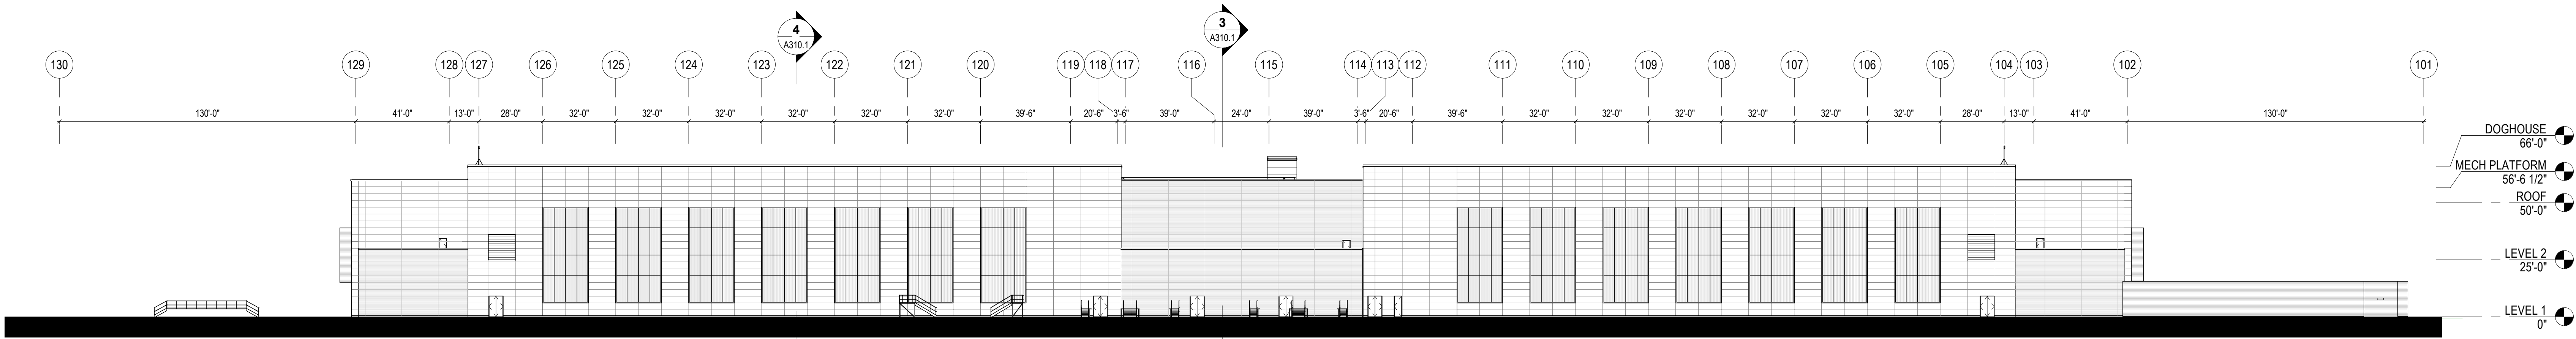 4
A310.1
3
A310.1
130 129 128 127 126 125 124 123 122 121 120 119 118 117 116 115 114 113 112 111 110 109 108 107 106 105 104 103 102 101
130'-0" 41'-0" 13'-0" 28'-0" 32'-0" 32'-0" 32'-0" 32'-0" 32'-0" 32'-0" 39'-6" 20'-6" 3'-6" 39'-0" 24'-0" 39'-0" 3'-6" 20'-6" 39'-6" 32'-0" 32'-0" 32'-0" 32'-0" 32'-0" 32'-0" 28'-0" 13'-0" 41'-0" 130'-0"
DOGHOUSE
66'-0"
MECH PLATFORM
56'-6 1/2"
ROOF
50'-0"
LEVEL 2
25'-0"
LEVEL 1
0"